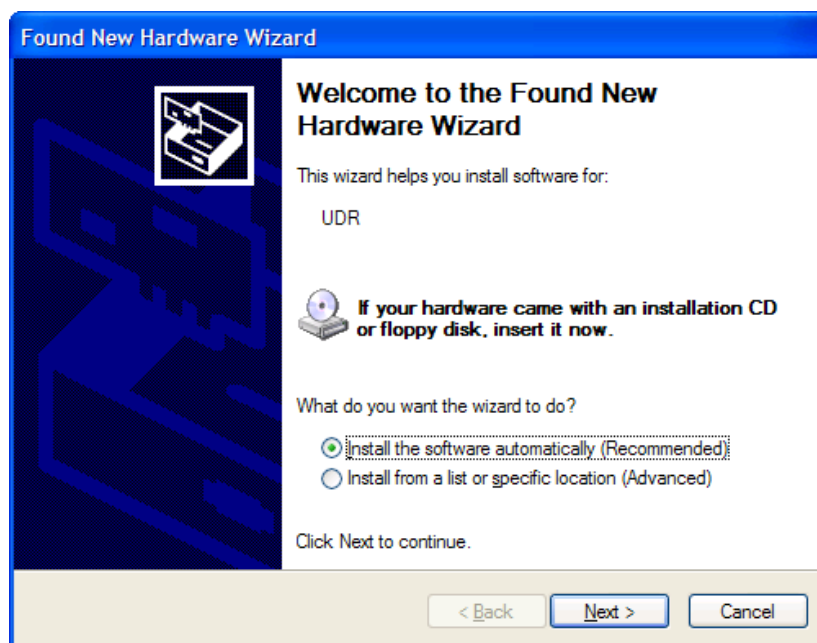 Found New Hardware Wizard
Welcome to the Found New
Hardware Wizard
This wizard helps you install software for:
UDR
If your hardware came with an installation CD
or floppy disk, insert it now.
What do you want the wizard to do?
Install the software automatically (Recommended)
Install from a list or specific location (Advanced)
Click Next to continue.
< Back Next > Cancel